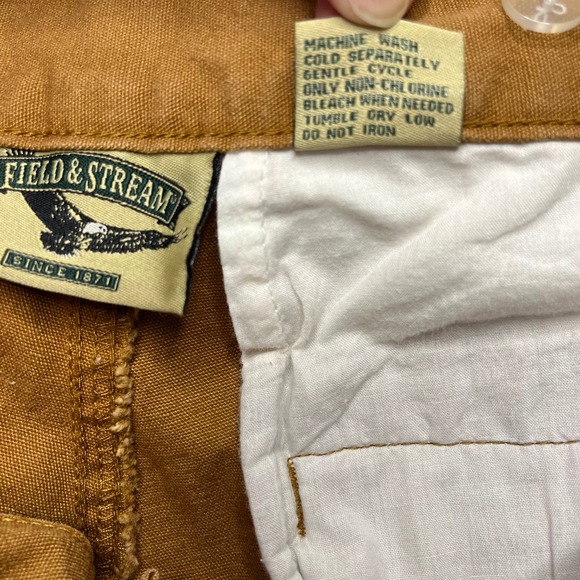 MACHINE WASH
COLD SEPARATELY
GENTLE CYCLE
ONLY NON-CHLORINE
BLEACH WHEN NEEDED
TUMBLE DRY LOW
DO NOT IRON
FIELD & STREAM
SINCE 1871